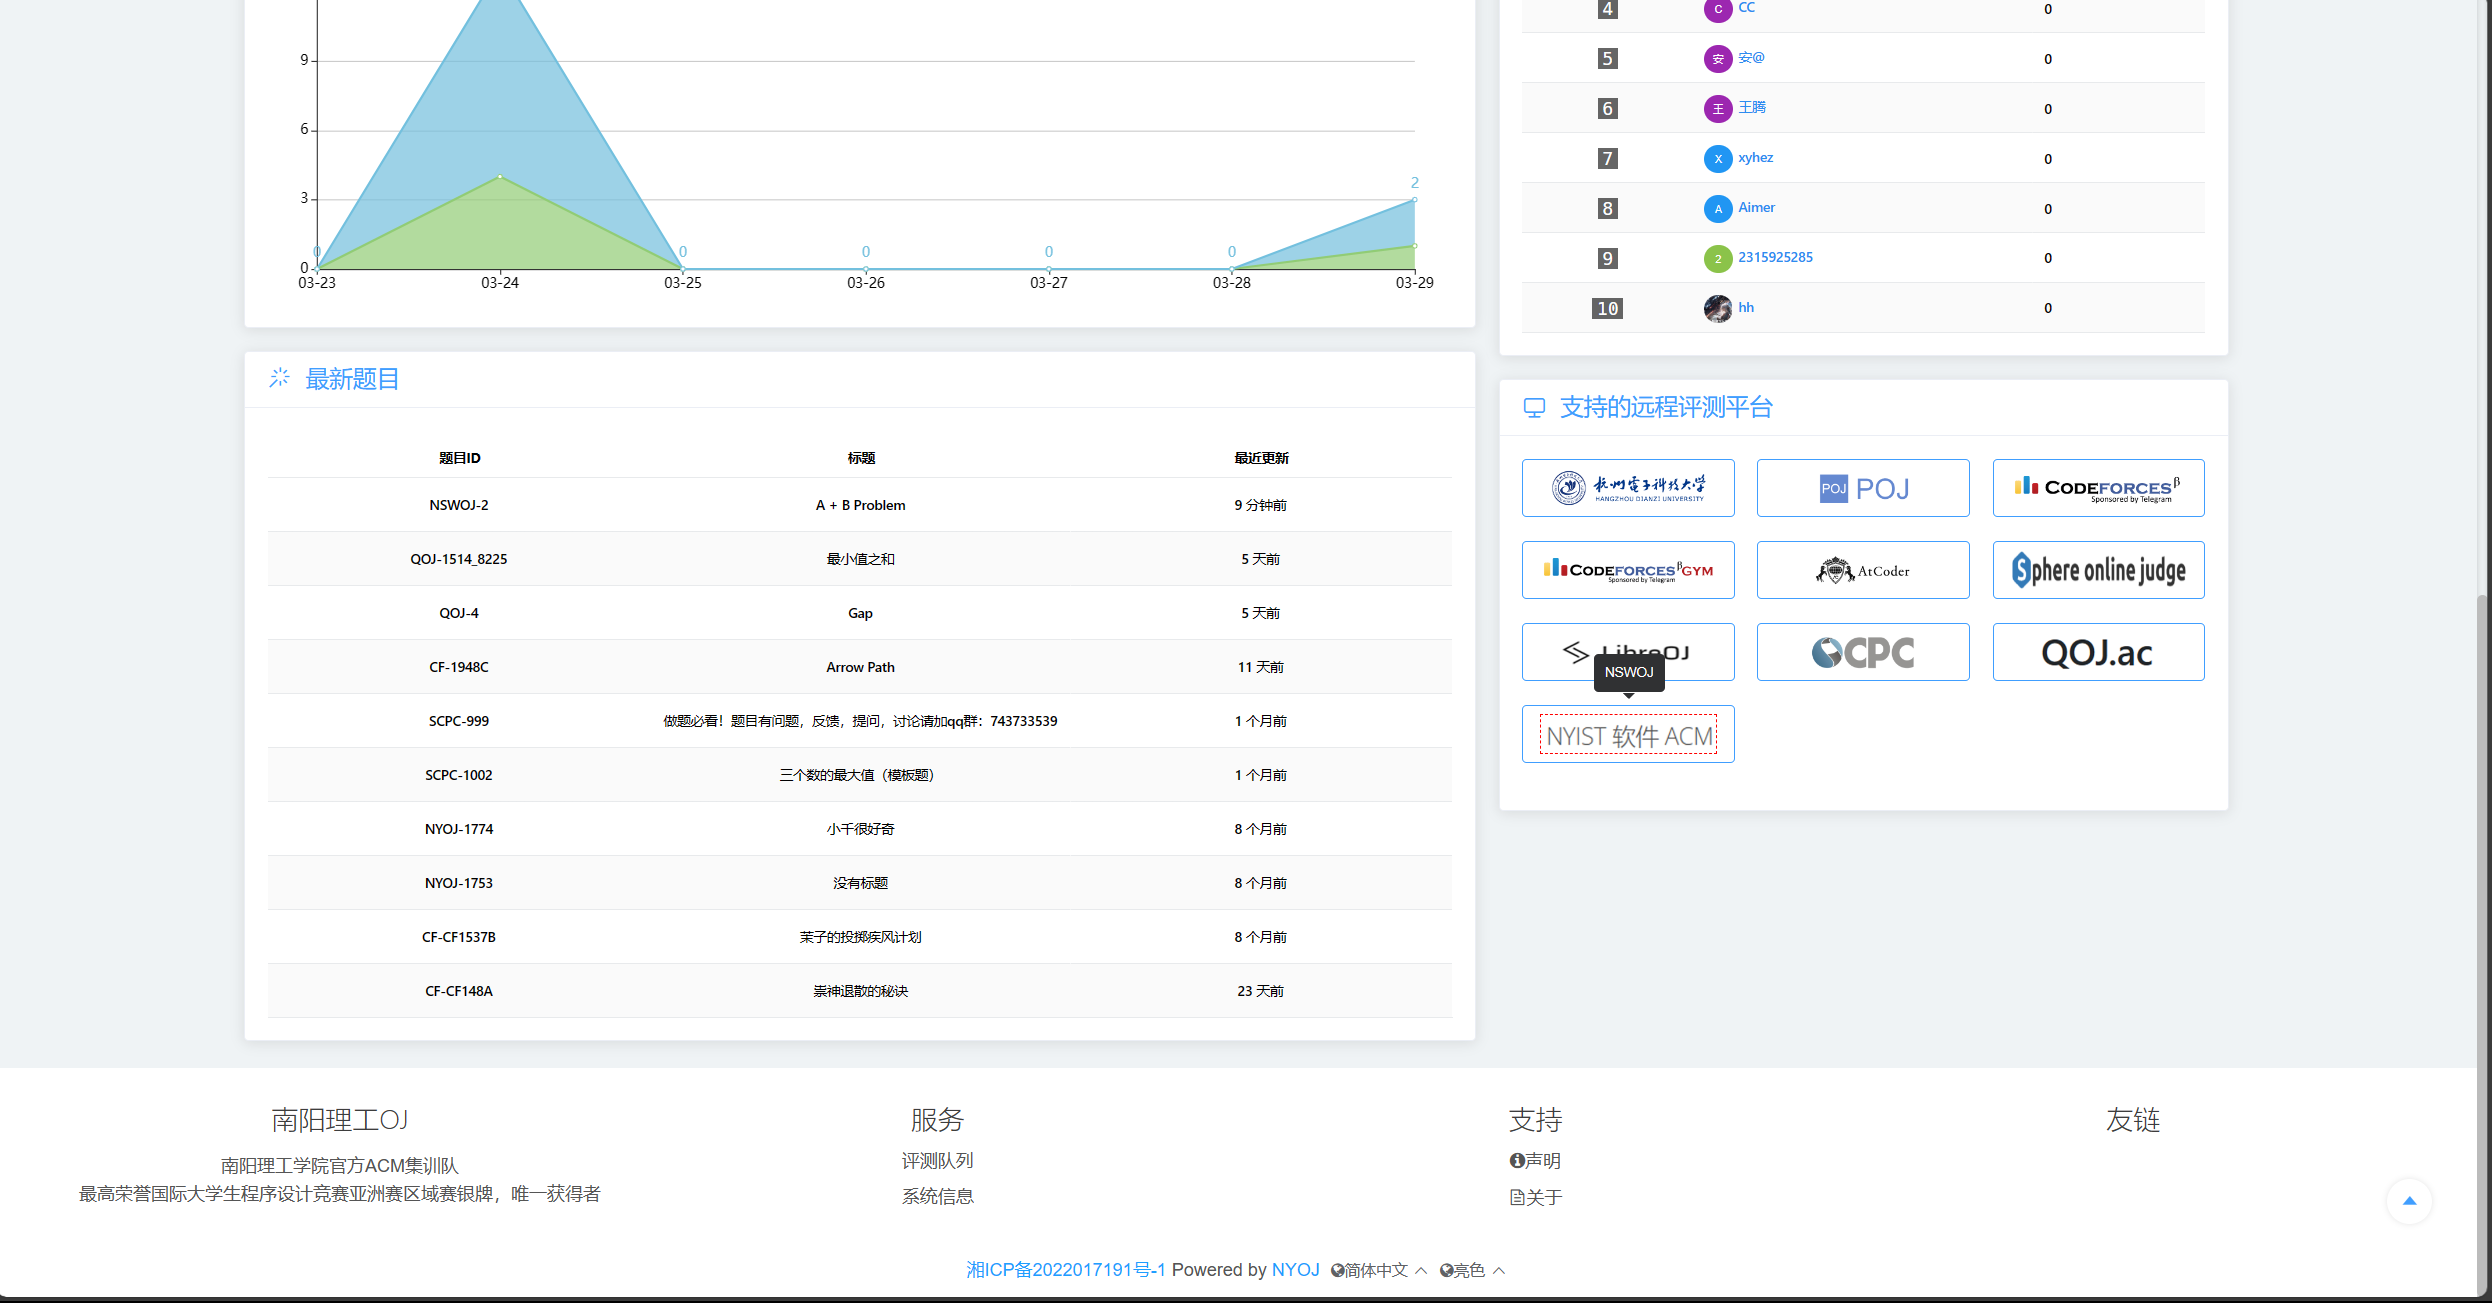 9
6
3
0
0
0
0
0
0
2
03-23
03-24
03-25
03-26
03-27
03-28
03-29
4 C CC 0
5 安 安@ 0
6 王 王腾 0
7 X xyhez 0
8 A Aimer 0
9 2 2315925285 0
10 hh 0
最新题目
题目ID 标题 最近更新
NSWOJ-2 A + B Problem 9 分钟前
QOJ-1514_8225 最小值之和 5 天前
QOJ-4 Gap 5 天前
CF-1948C Arrow Path 11 天前
SCPC-999 做题必看！题目有问题，反馈，提问，讨论请加qq群：743733539 1 个月前
SCPC-1002 三个数的最大值（模板题） 1 个月前
NYOJ-1774 小千很好奇 8 个月前
NYOJ-1753 没有标题 8 个月前
CF-CF1537B 茉子的投掷疾风计划 8 个月前
CF-CF148A 祟神退散的秘诀 23 天前
支持的远程评测平台
杭州电子科技大学
HANGZHOU DIANZI UNIVERSITY
POJ POJ
CODEFORCES β
Sponsored by Telegram
CODEFORCES β GYM
Sponsored by Telegram
AtCoder
Sphere online judge
LibreOJ
CPC
QOJ.ac
NSWOJ
NYIST 软件 ACM
南阳理工OJ
南阳理工学院官方ACM集训队
最高荣誉国际大学生程序设计竞赛亚洲赛区域赛银牌，唯一获得者
服务
评测队列
系统信息
支持
声明
关于
友链
湘ICP备2022017191号-1 Powered by NYOJ 简体中文 亮色